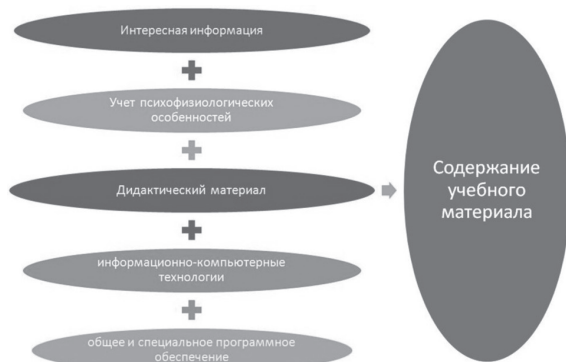 Интересная информация
Учет психофизиологических
особенностей
Дидактический материал
информационно-компьютерные
технологии
общее и специальное программное
обеспечение
Содержание
учебного
материала